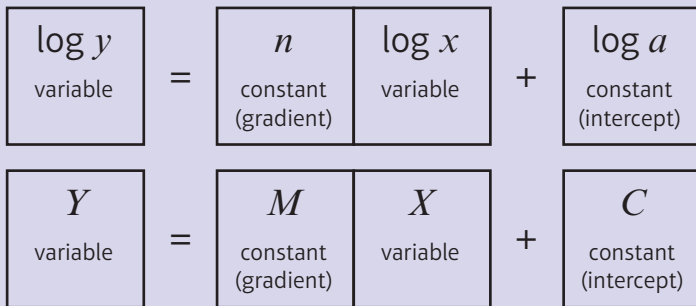 log y = n log x + log a
variable constant variable constant
(gradient) (intercept)
Y = M X + C
variable constant variable constant
(gradient) (intercept)